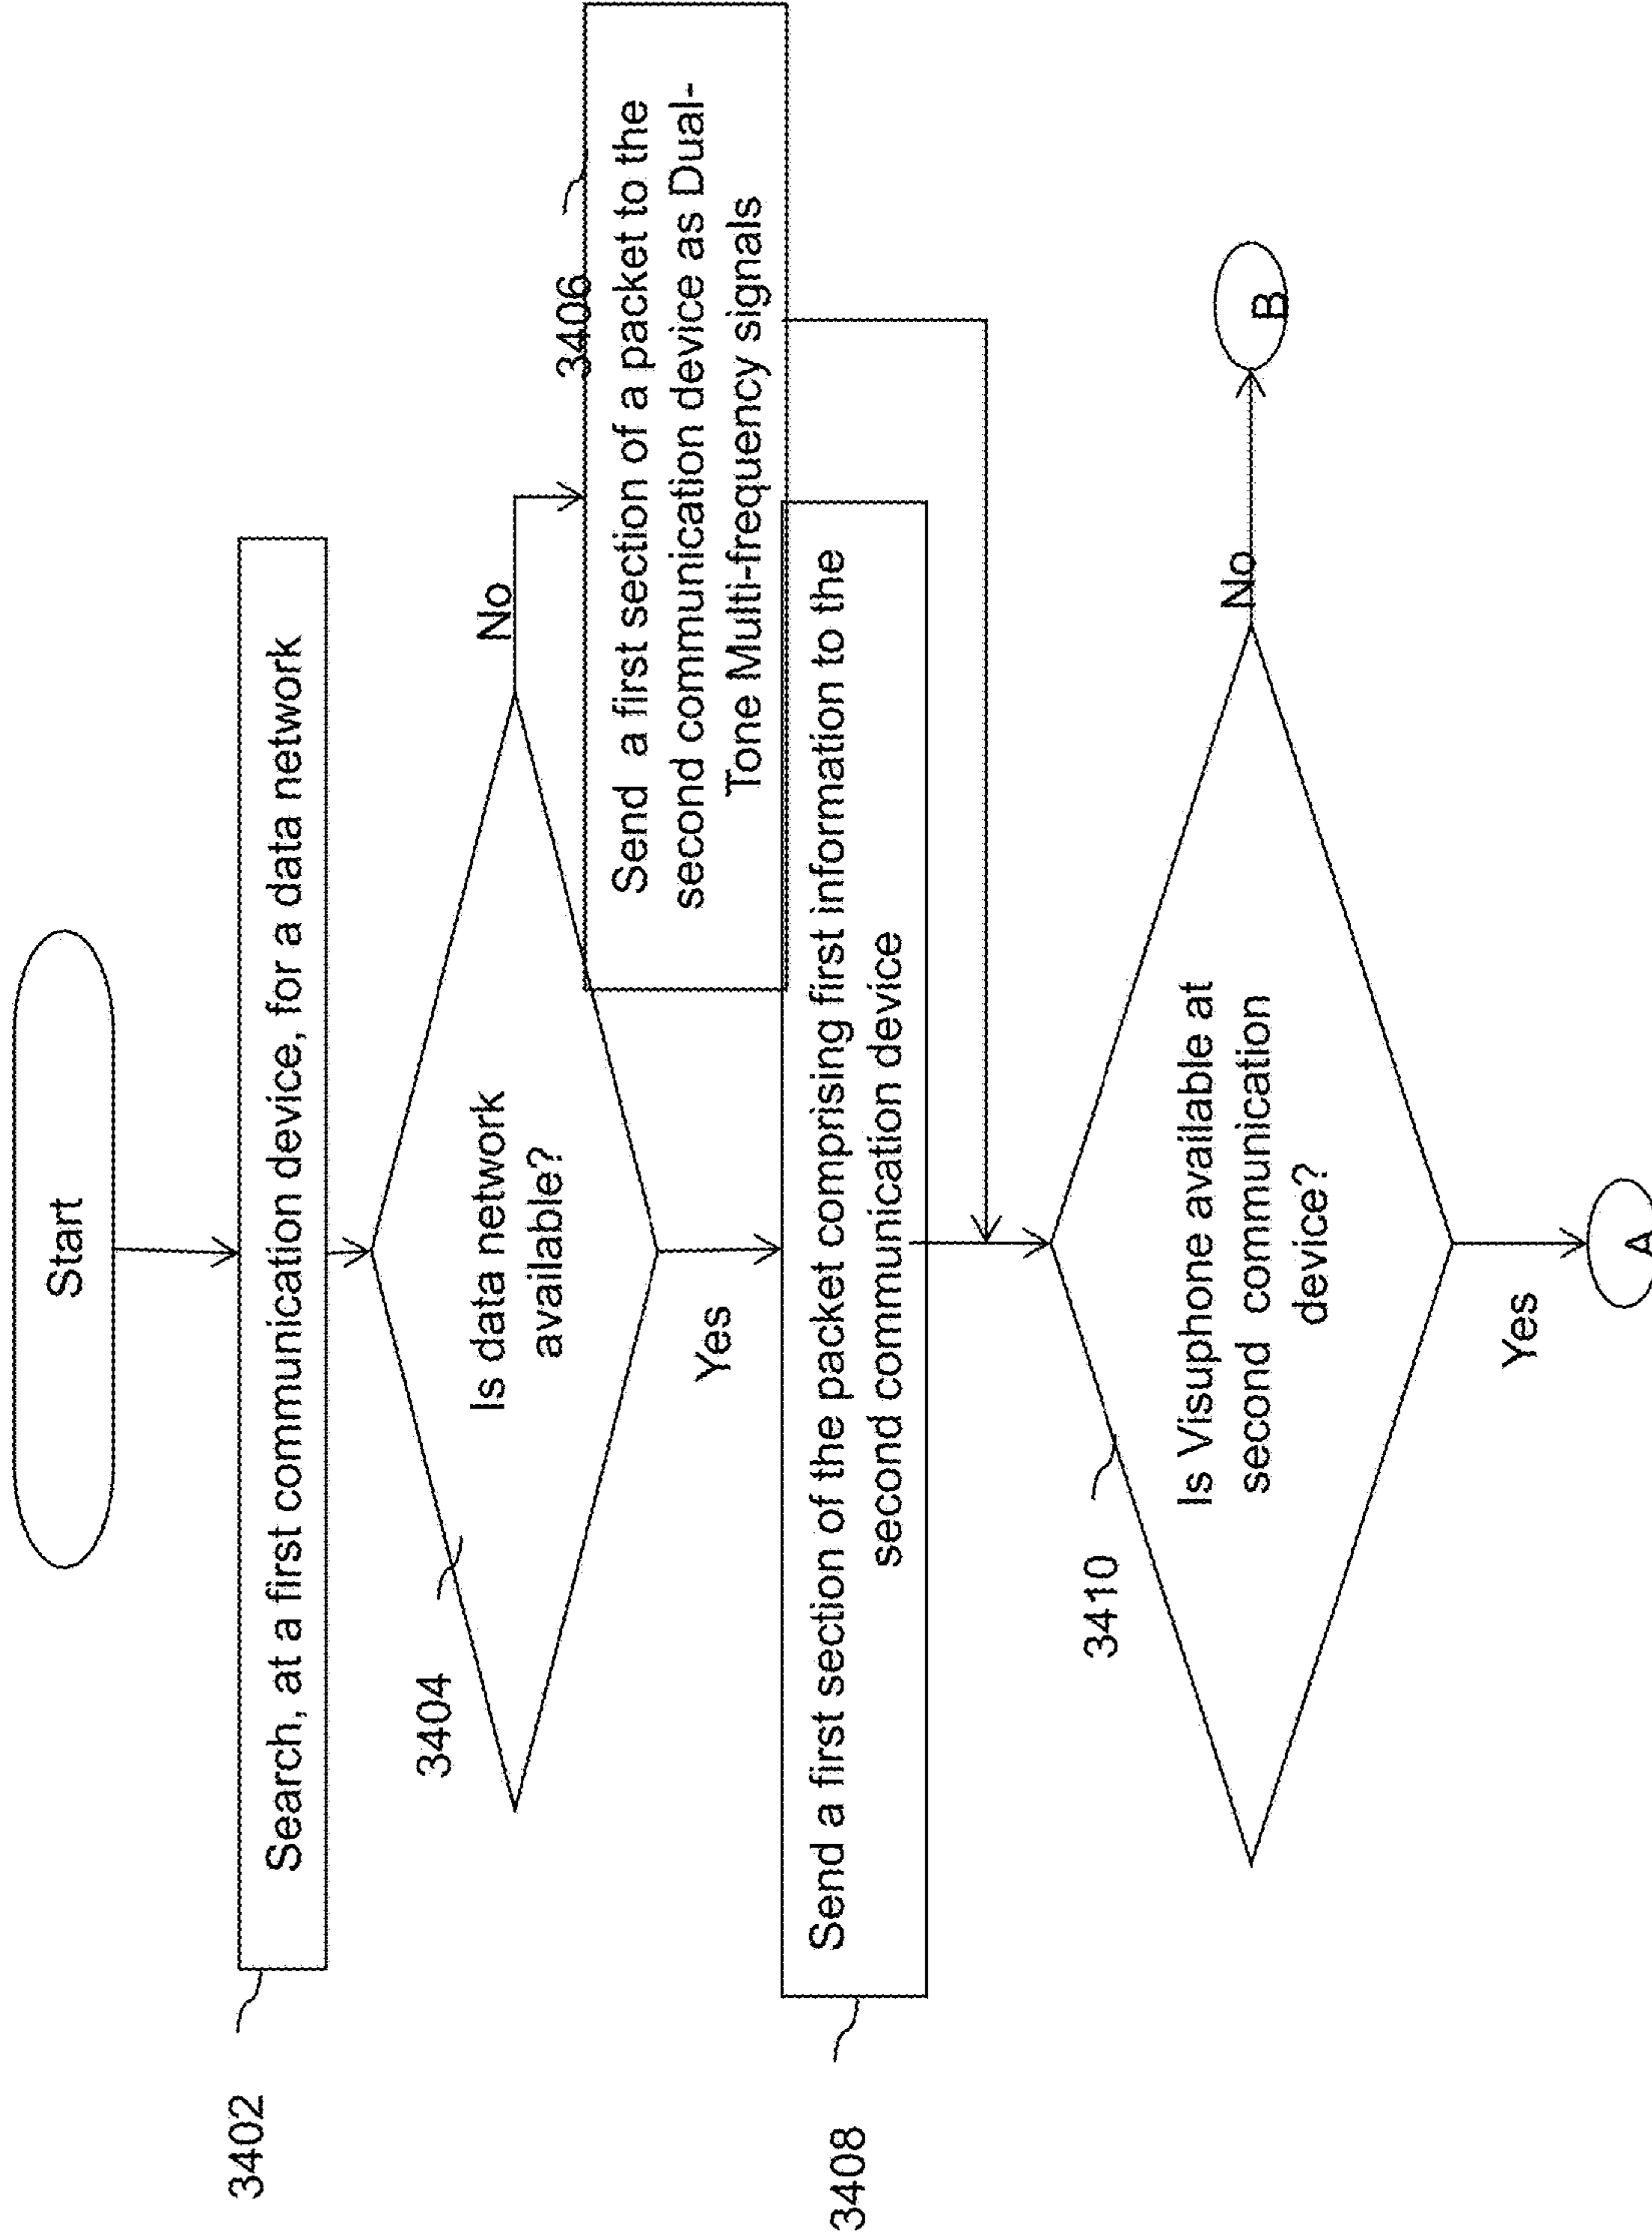 Start
3402
Search, at a first communication device, for a data network
3404
Is data network
available?
No
3406
Send a first section of a packet to the
second communication device as Dual-
Tone Multi-frequency signals
Yes
3408
Send a first section of the packet comprising first information to the
second communication device
3410
Is Visuphone available at
second communication
device?
No
B
Yes
A